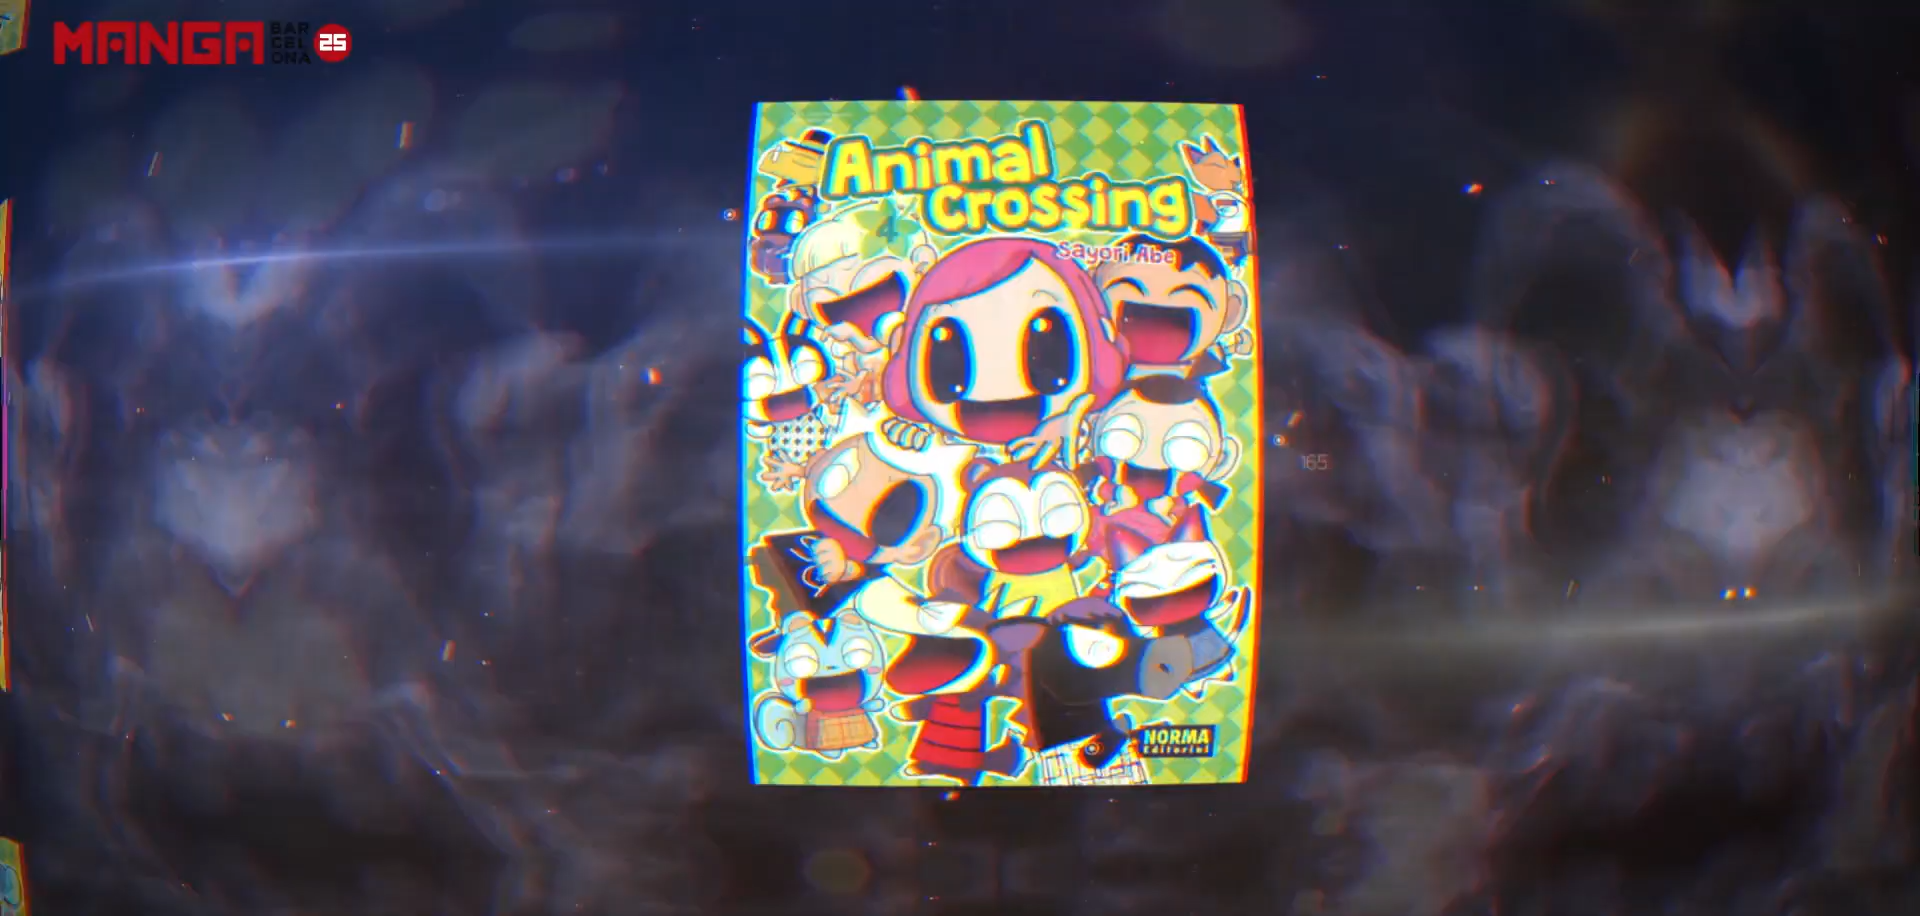 MANGA
BAR
CEL
ONA
25
Animal
Crossing
4
Sayori Abe
165
NORMA
Editorial